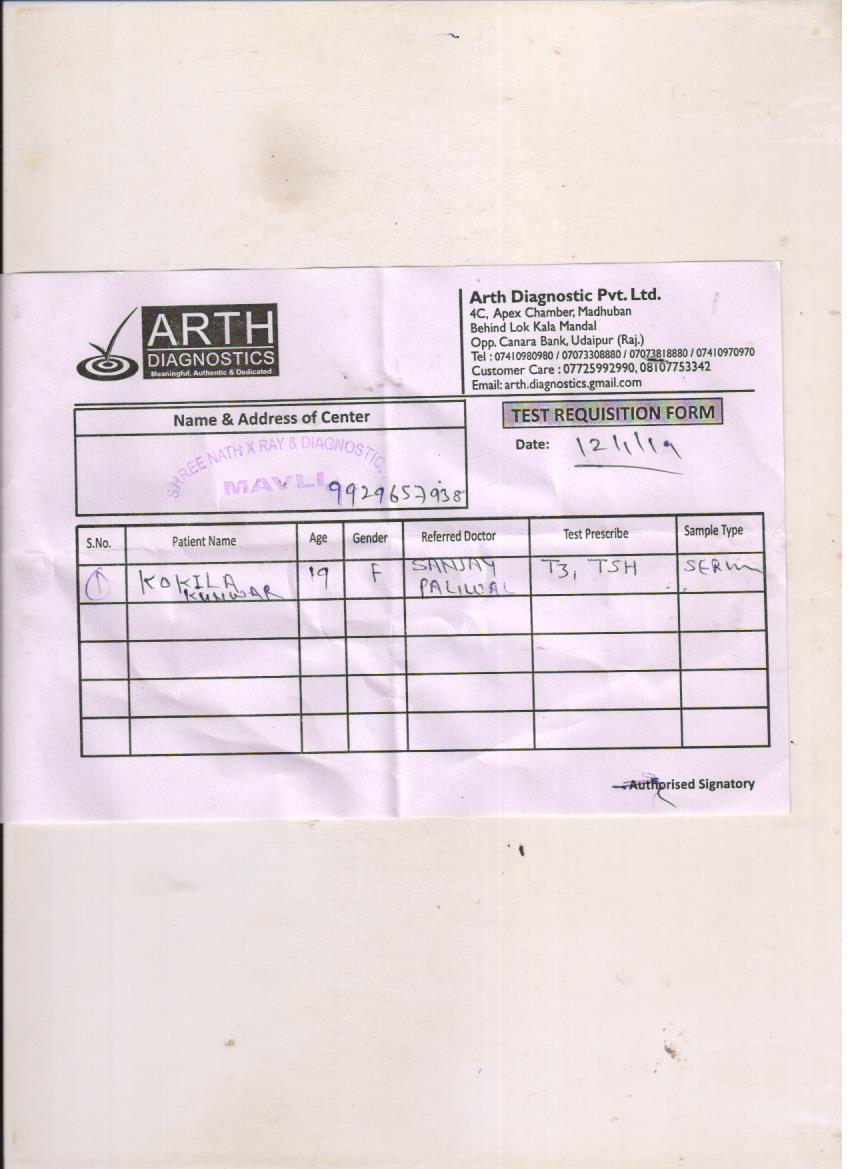 ARTH
DIAGNOSTICS
Meaningful, Authentic & Dedicated
Arth Diagnostic Pvt. Ltd.
4C, Apex Chamber, Madhuban
Behind Lok Kala Mandal
Opp. Canara Bank, Udaipur (Raj.)
Tel : 07410980980 / 07073308880 / 07073818880 / 07410970970
Customer Care : 07725992990, 08107753342
Email: arth.diagnostics.gmail.com
Name & Address of Center
SHREE NATH X RAY & DIAGNOSTIC.
MAVLI
9929657938
TEST REQUISITION FORM
Date: 12/1/19
S.No. Patient Name Age Gender Referred Doctor Test Prescribe Sample Type
1 KOKILA KUNWAR 19 F SANJAY PALIWAL T3, TSH SERUM
Authorised Signatory